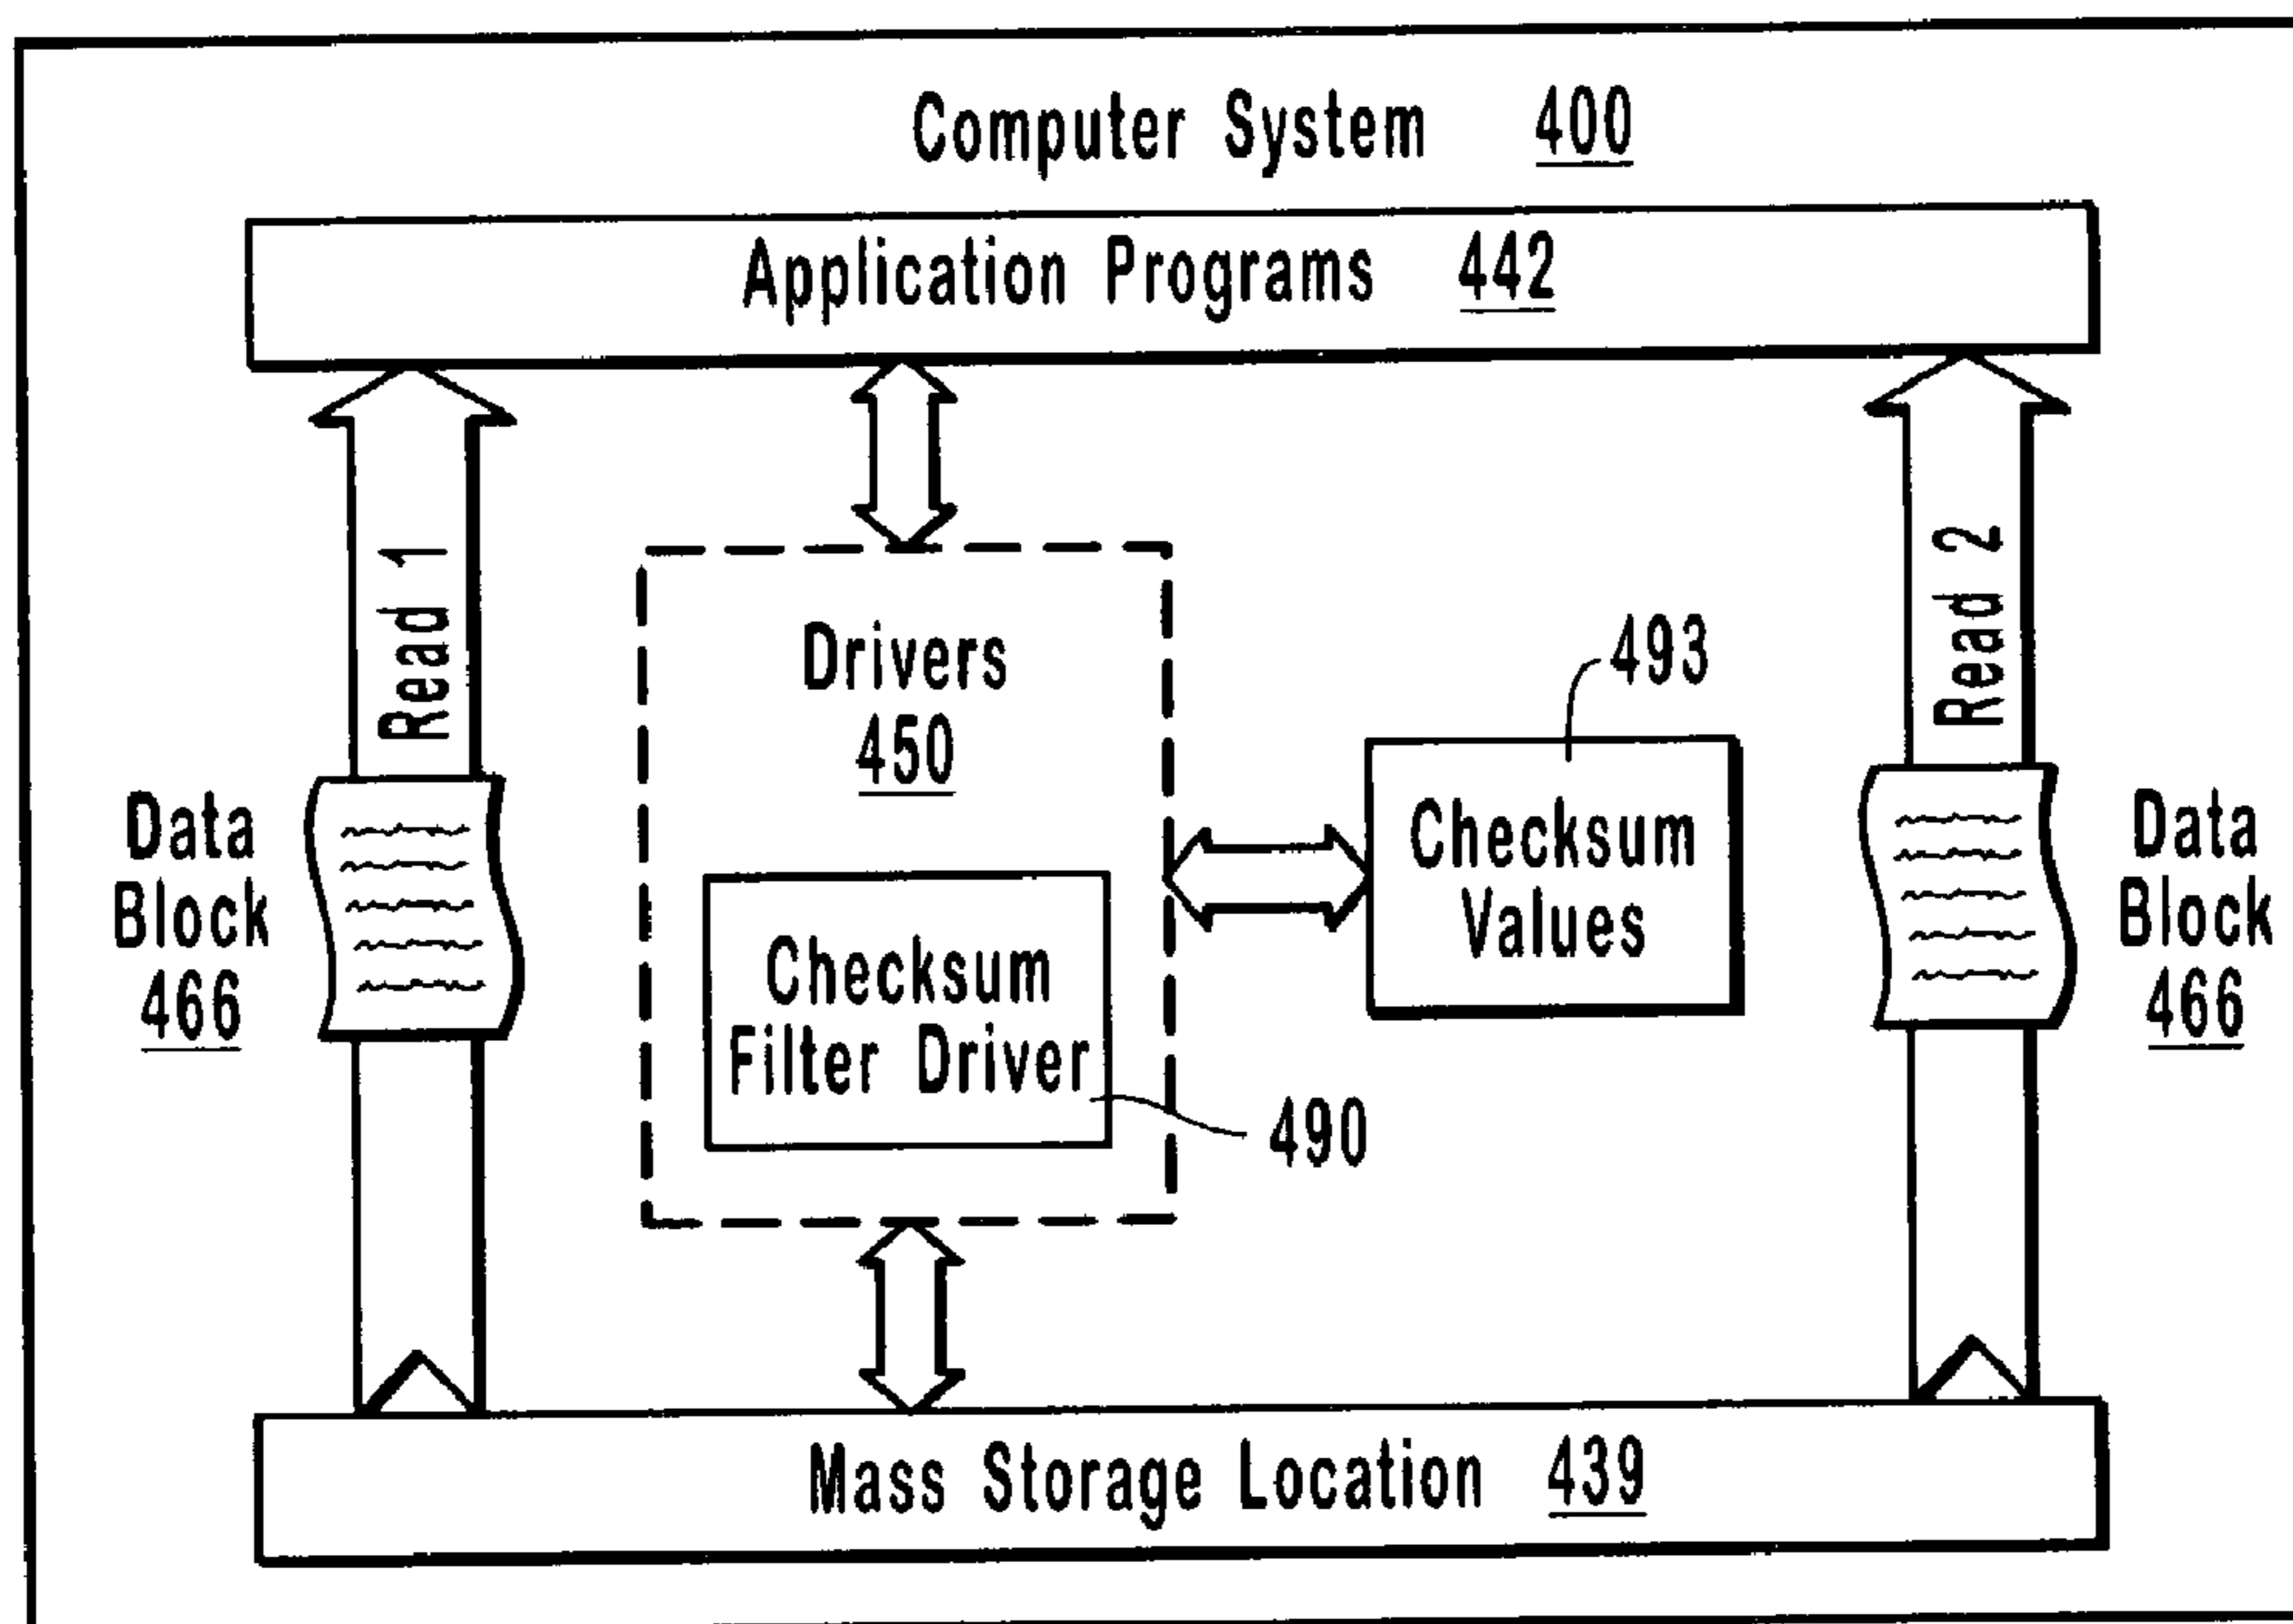 Computer System 400
Application Programs 442
Read 1
Read 2
Drivers
450
493
Data
Block
466
Checksum
Values
Data
Block
466
Checksum
Filter Driver
490
Mass Storage Location 439